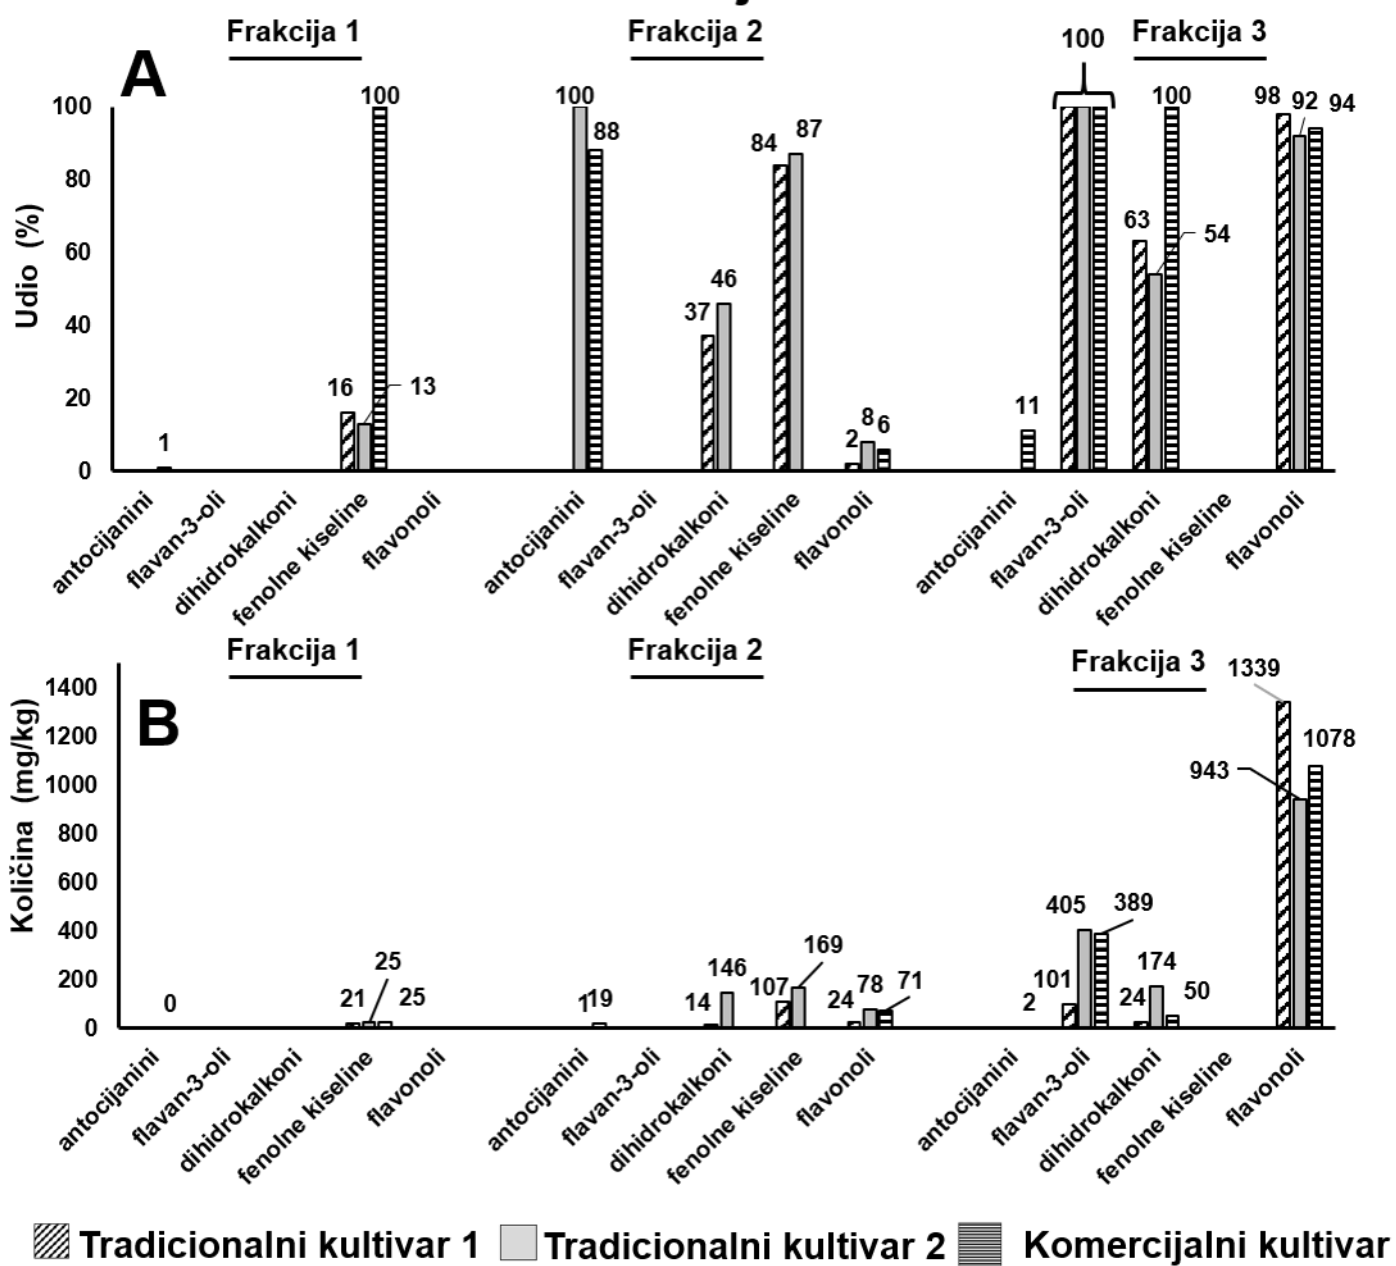 Frakcija 1
Frakcija 2
Frakcija 3
A
Udio (%)
100
80
60
40
20
0
1
16
13
100
100
88
37
46
84
87
2
8
6
11
100
63
54
100
98
92
94
antocijanini
flavan-3-oli
dihidrokalkoni
fenolne kiseline
flavonoli
antocijanini
flavan-3-oli
dihidrokalkoni
fenolne kiseline
flavonoli
antocijanini
flavan-3-oli
dihidrokalkoni
fenolne kiseline
flavonoli
Frakcija 1
Frakcija 2
Frakcija 3
B
Količina (mg/kg)
1400
1200
1000
800
600
400
200
0
0
21
25
25
1
19
14
146
107
169
24
78
71
2
101
405
389
24
174
50
1339
943
1078
antocijanini
flavan-3-oli
dihidrokalkoni
fenolne kiseline
flavonoli
antocijanini
flavan-3-oli
dihidrokalkoni
fenolne kiseline
flavonoli
antocijanini
flavan-3-oli
dihidrokalkoni
fenolne kiseline
flavonoli
Tradicionalni kultivar 1
Tradicionalni kultivar 2
Komercijalni kultivar